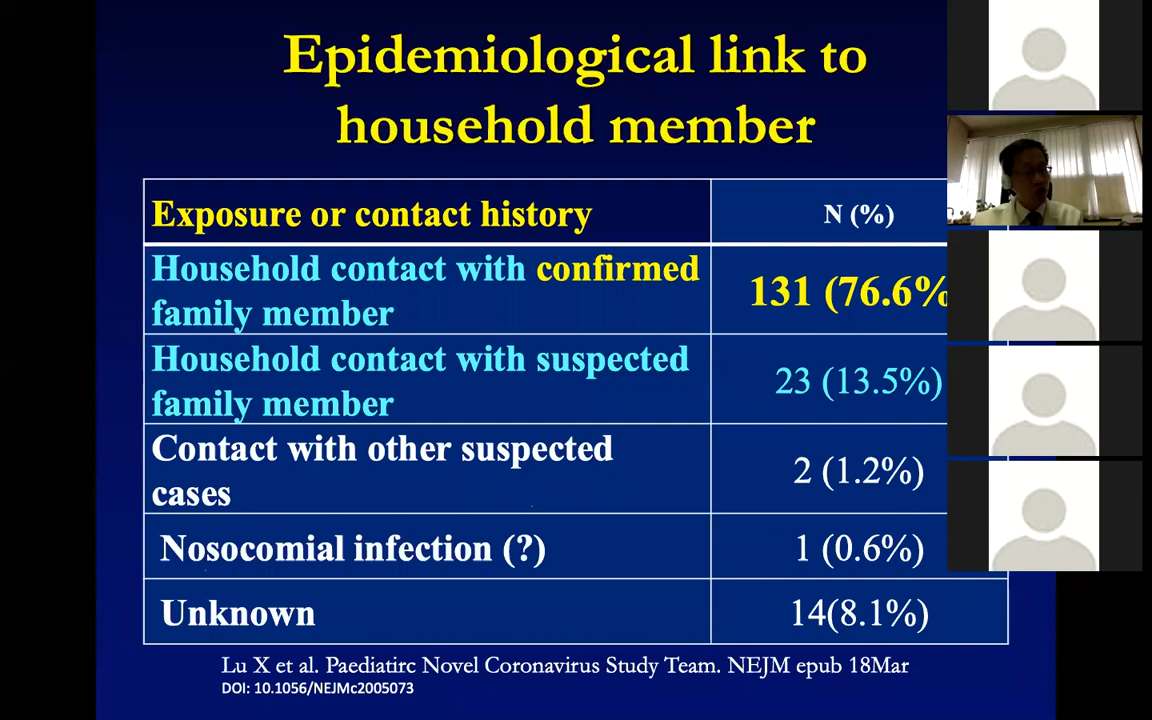 Epidemiological link to
household member
Exposure or contact history
N (%)
Household contact with confirmed
family member
131 (76.6%
Household contact with suspected
family member
23 (13.5%)
Contact with other suspected
cases
2 (1.2%)
Nosocomial infection (?)
1 (0.6%)
Unknown
14(8.1%)
Lu X et al. Paediatirc Novel Coronavirus Study Team. NEJM epub 18Mar
DOI: 10.1056/NEJMc2005073